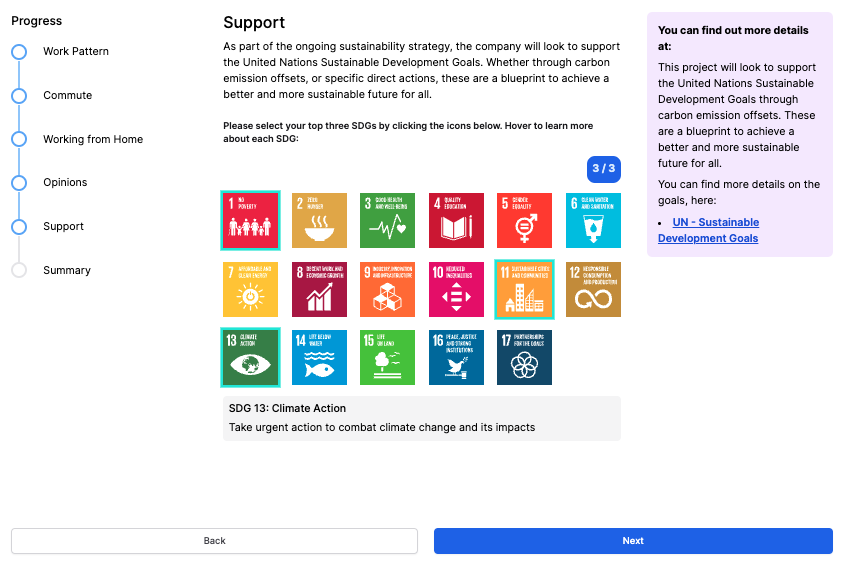 Progress
Work Pattern
Commute
Working from Home
Opinions
Support
Summary
Support
As part of the ongoing sustainability strategy, the company will look to support
the United Nations Sustainable Development Goals. Whether through carbon
emission offsets, or specific direct actions, these are a blueprint to achieve a
better and more sustainable future for all.
Please select your top three SDGs by clicking the icons below. Hover to learn more
about each SDG:
3 / 3
1 NO
POVERTY
2 ZERO
HUNGER
3 GOOD HEALTH
AND WELL-BEING
4 QUALITY
EDUCATION
5 GENDER
EQUALITY
6 CLEAN WATER
AND SANITATION
7 AFFORDABLE AND
CLEAN ENERGY
8 DECENT WORK AND
ECONOMIC GROWTH
9 INDUSTRY, INNOVATION
AND INFRASTRUCTURE
10 REDUCED
INEQUALITIES
11 SUSTAINABLE CITIES
AND COMMUNITIES
12 RESPONSIBLE
CONSUMPTION
AND PRODUCTION
13 CLIMATE
ACTION
14 LIFE BELOW
WATER
15 LIFE
ON LAND
16 PEACE, JUSTICE
AND STRONG
INSTITUTIONS
17 PARTNERSHIPS
FOR THE GOALS
SDG 13: Climate Action
Take urgent action to combat climate change and its impacts
You can find out more details
at:
This project will look to support
the United Nations Sustainable
Development Goals through
carbon emission offsets. These
are a blueprint to achieve a
better and more sustainable
future for all.
You can find more details on the
goals, here:
• UN - Sustainable
Development Goals
Back
Next